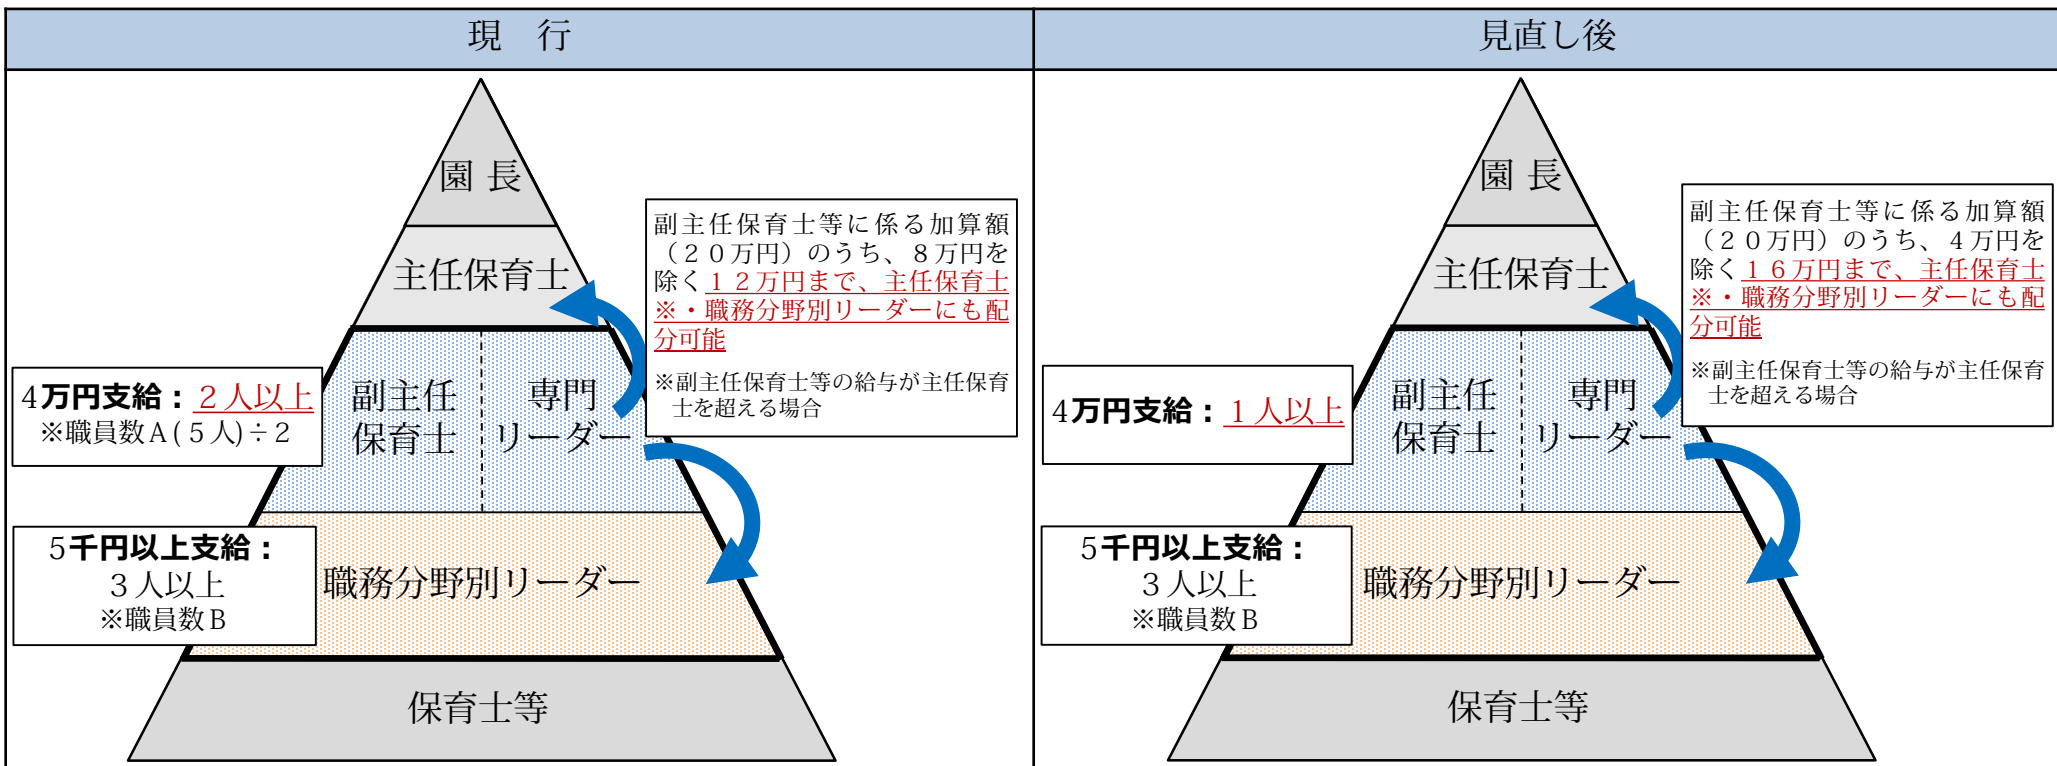 現　行
園 長
主任保育士
副主任保育士等に係る加算額
（２０万円）のうち、８万円を
除く１２万円まで、主任保育士
※・職務分野別リーダーにも配
分可能
※副主任保育士等の給与が主任保育
士を超える場合
4万円支給：２人以上
※職員数Ａ(５人)÷２
副主任
保育士
専門
リーダー
5千円以上支給：
３人以上
※職員数Ｂ
職務分野別リーダー
保育士等
見直し後
園 長
主任保育士
副主任保育士等に係る加算額
（２０万円）のうち、４万円を
除く１６万円まで、主任保育士
※・職務分野別リーダーにも配
分可能
※副主任保育士等の給与が主任保育
士を超える場合
4万円支給：１人以上
副主任
保育士
専門
リーダー
5千円以上支給：
３人以上
※職員数Ｂ
職務分野別リーダー
保育士等